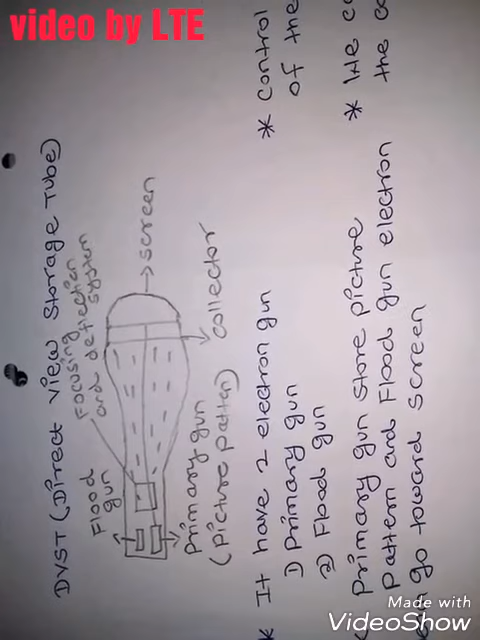 video by LTE
DVST (Direct View Storage Tube)
Focusing
and deflection
system
Flood
gun
screen
collector
Primary gun
(picture patten)
* It have 2 electron gun
1) Primary gun
2) Flood gun
* Primary gun store picture
Pattern and Flood gun electron
go toward screen
* control
of the
*
the
Made with
VideoShow